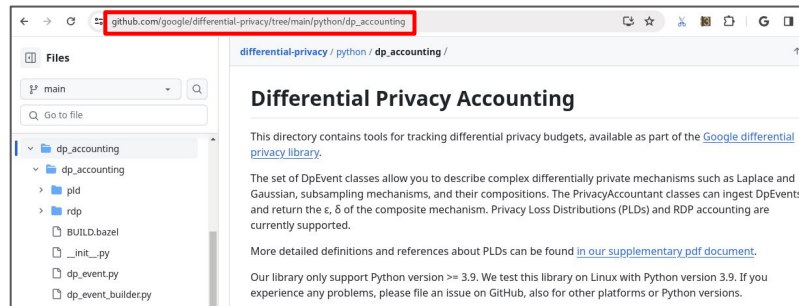 github.com/google/differential-privacy/tree/main/python/dp_accounting
G
Files
main
Go to file
dp_accounting
dp_accounting
pld
rdp
BUILD.bazel
__init__.py
dp_event.py
dp_event_builder.py
differential-privacy / python / dp_accounting /
Differential Privacy Accounting
This directory contains tools for tracking differential privacy budgets, available as part of the Google differential
privacy library.
The set of DpEvent classes allow you to describe complex differentially private mechanisms such as Laplace and
Gaussian, subsampling mechanisms, and their compositions. The PrivacyAccountant classes can ingest DpEvents
and return the ε, δ of the composite mechanism. Privacy Loss Distributions (PLDs) and RDP accounting are
currently supported.
More detailed definitions and references about PLDs can be found in our supplementary pdf document.
Our library only support Python version >= 3.9. We test this library on Linux with Python version 3.9. If you
experience any problems, please file an issue on GitHub, also for other platforms or Python versions.